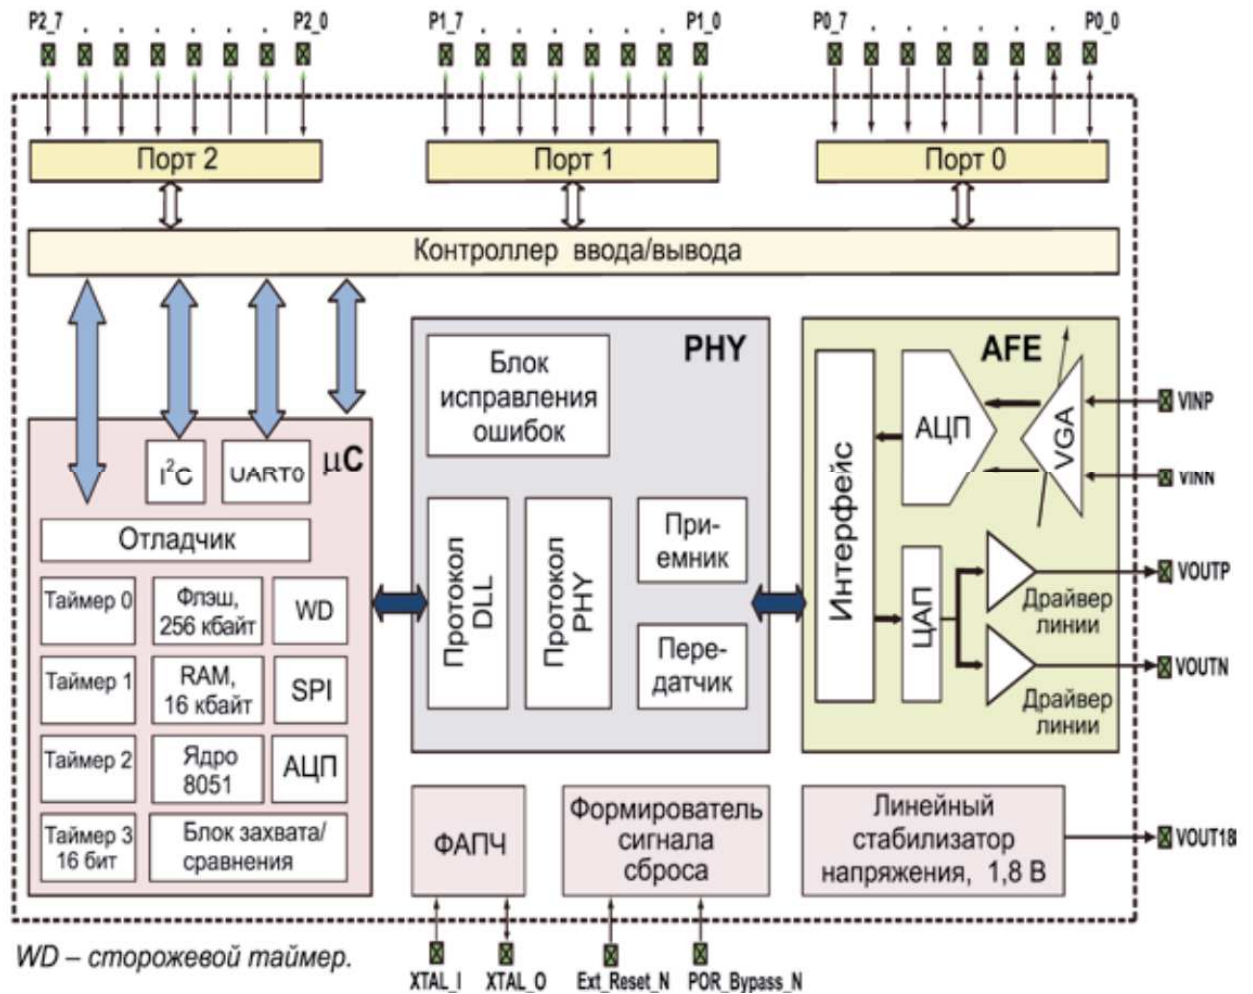 P2_7 . . . . . . P2_0
P1_7 . . . . . . P1_0
P0_7 . . . . . . P0_0
Порт 2
Порт 1
Порт 0
Контроллер ввода/вывода
I²C
UART0
μC
Отладчик
Таймер 0
Флэш,
256 кбайт
WD
Таймер 1
RAM,
16 кбайт
SPI
Таймер 2
Ядро
8051
АЦП
Таймер 3
16 бит
Блок захвата/
сравнения
PHY
Блок
исправления
ошибок
Протокол
DLL
Протокол
PHY
При-
емник
Пере-
датчик
AFE
Интерфейс
АЦП
VGA
ЦАП
Драйвер
линии
Драйвер
линии
VINP
VINN
VOUTP
VOUTN
ФАПЧ
Формирователь
сигнала
сброса
Линейный
стабилизатор
напряжения, 1,8 В
VOUT18
WD – сторожевой таймер.
XTAL_I
XTAL_O
Ext_Reset_N
POR_Bypass_N